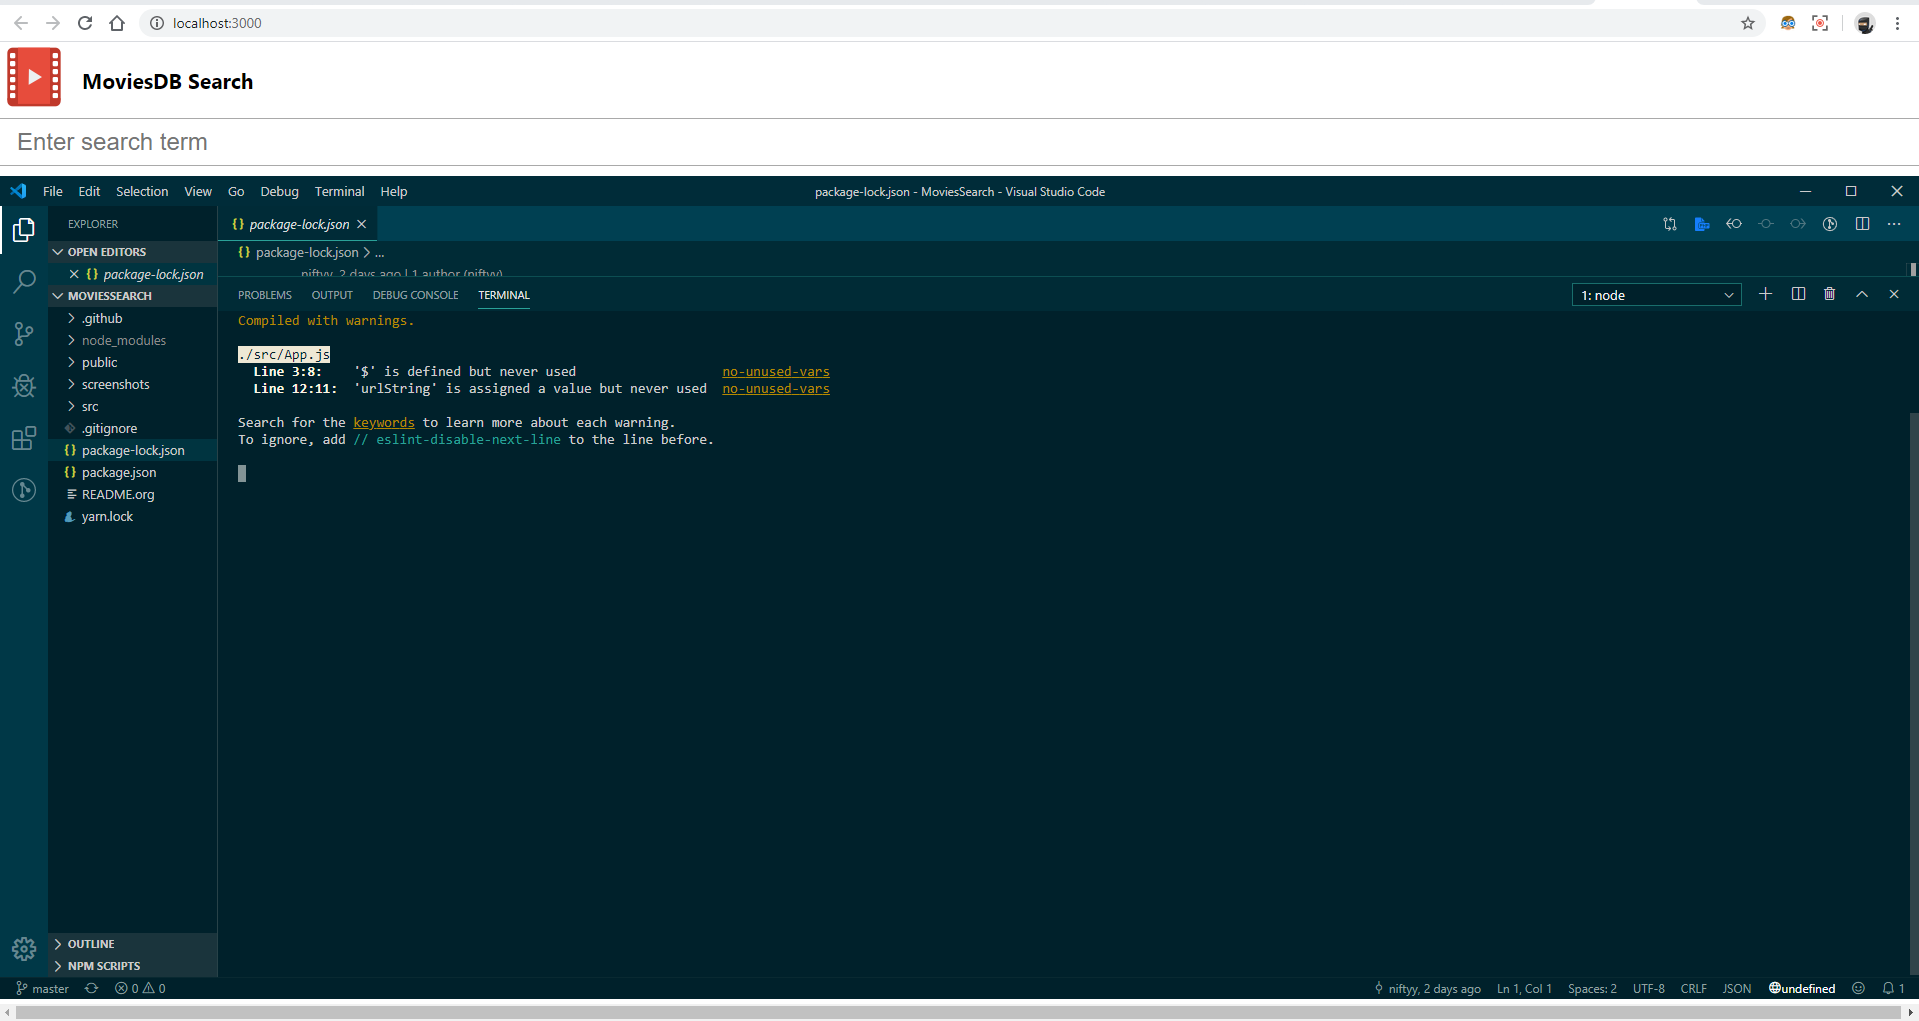 localhost:3000
MoviesDB Search
Enter search term
File Edit Selection View Go Debug Terminal Help
package-lock.json - MoviesSearch - Visual Studio Code
EXPLORER
OPEN EDITORS
package-lock.json
MOVIESSEARCH
.github
node_modules
public
screenshots
src
.gitignore
package-lock.json
package.json
README.org
yarn.lock
OUTLINE
NPM SCRIPTS
package-lock.json
package-lock.json > ...
niftyy, 2 days ago | 1 author (niftyy)
PROBLEMS OUTPUT DEBUG CONSOLE TERMINAL
1: node
Compiled with warnings.
./src/App.js
Line 3:8: '$' is defined but never used no-unused-vars
Line 12:11: 'urlString' is assigned a value but never used no-unused-vars
Search for the keywords to learn more about each warning.
To ignore, add // eslint-disable-next-line to the line before.
master 0 0 niftyy, 2 days ago Ln 1, Col 1 Spaces: 2 UTF-8 CRLF JSON undefined 1